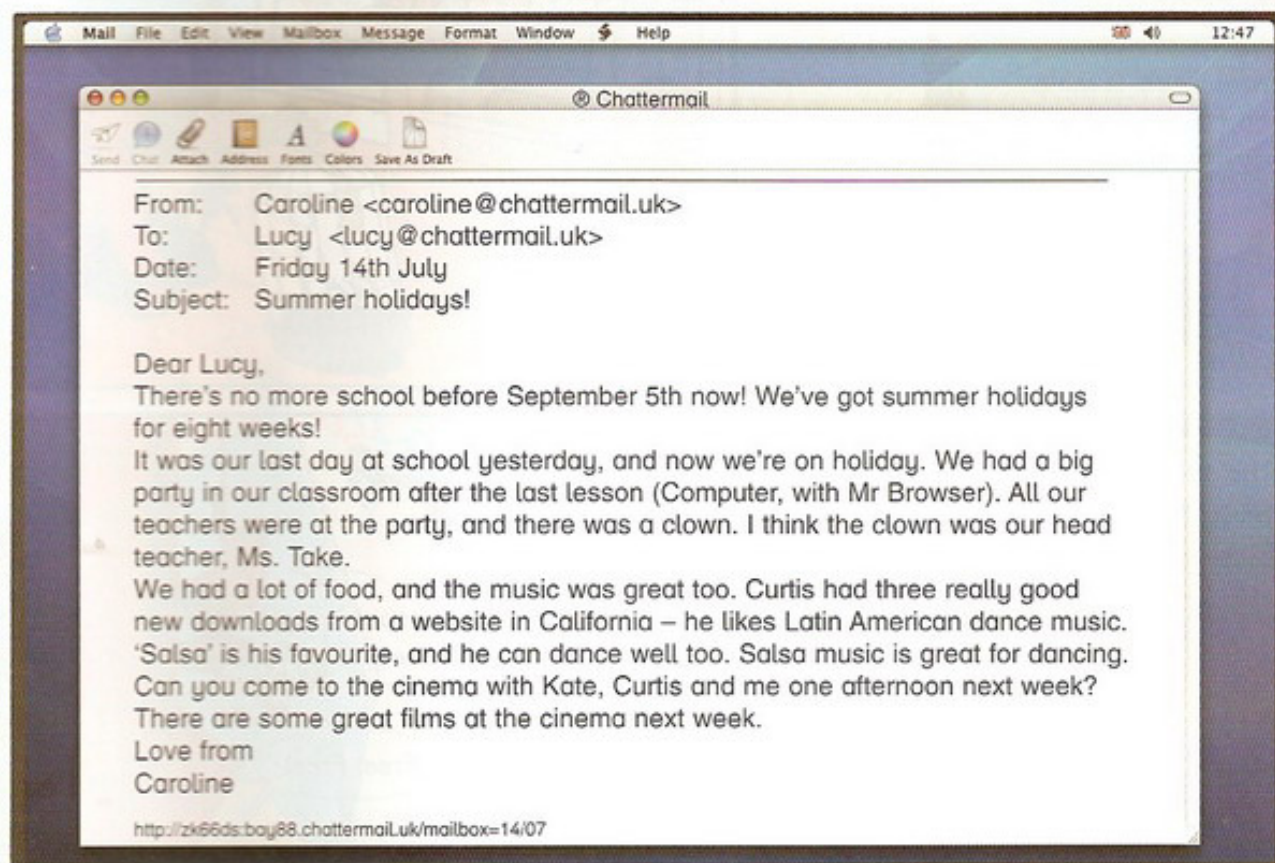 Mail File Edit View Mailbox Message Format Window Help 12:47
® Chattermail
Send Chat Attach Address Fonts Colors Save As Draft
From: Caroline <caroline@chattermail.uk>
To: Lucy <lucy@chattermail.uk>
Date: Friday 14th July
Subject: Summer holidays!
Dear Lucy,
There's no more school before September 5th now! We've got summer holidays
for eight weeks!
It was our last day at school yesterday, and now we're on holiday. We had a big
party in our classroom after the last lesson (Computer, with Mr Browser). All our
teachers were at the party, and there was a clown. I think the clown was our head
teacher, Ms. Take.
We had a lot of food, and the music was great too. Curtis had three really good
new downloads from a website in California – he likes Latin American dance music.
‘Salsa’ is his favourite, and he can dance well too. Salsa music is great for dancing.
Can you come to the cinema with Kate, Curtis and me one afternoon next week?
There are some great films at the cinema next week.
Love from
Caroline
http://zk66ds:bay88.chattermail.uk/mailbox=14/07